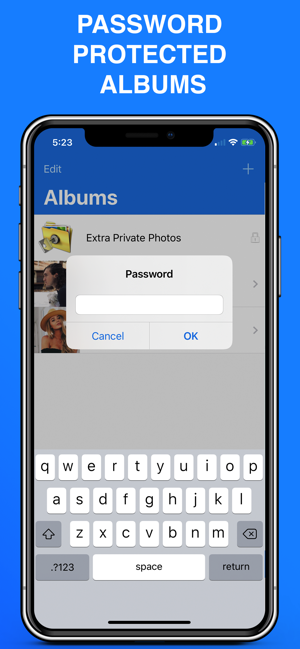 PASSWORD
PROTECTED
ALBUMS
5:23
Edit
Albums
Extra Private Photos
Password
Cancel OK
q w e r t y u i o p
a s d f g h j k l
z x c v b n m
.?123 space return